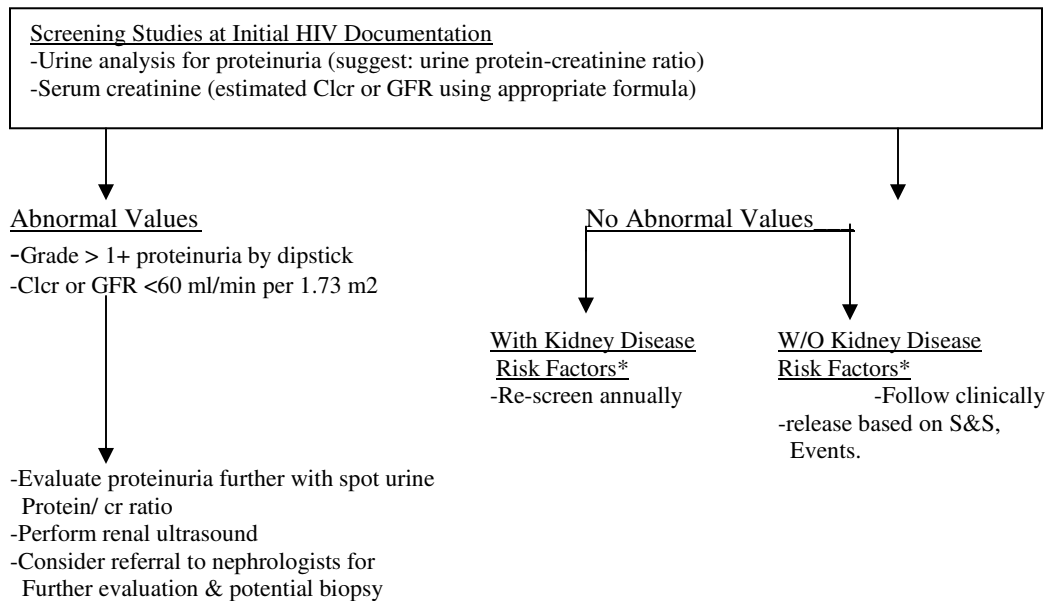 Screening Studies at Initial HIV Documentation
-Urine analysis for proteinuria (suggest: urine protein-creatinine ratio)
-Serum creatinine (estimated Clcr or GFR using appropriate formula)
Abnormal Values
-Grade > 1+ proteinuria by dipstick
-Clcr or GFR <60 ml/min per 1.73 m2
-Evaluate proteinuria further with spot urine
Protein/ cr ratio
-Perform renal ultrasound
-Consider referral to nephrologists for
Further evaluation & potential biopsy
No Abnormal Values
With Kidney Disease
Risk Factors*
-Re-screen annually
W/O Kidney Disease
Risk Factors*
-Follow clinically
-release based on S&S,
Events.